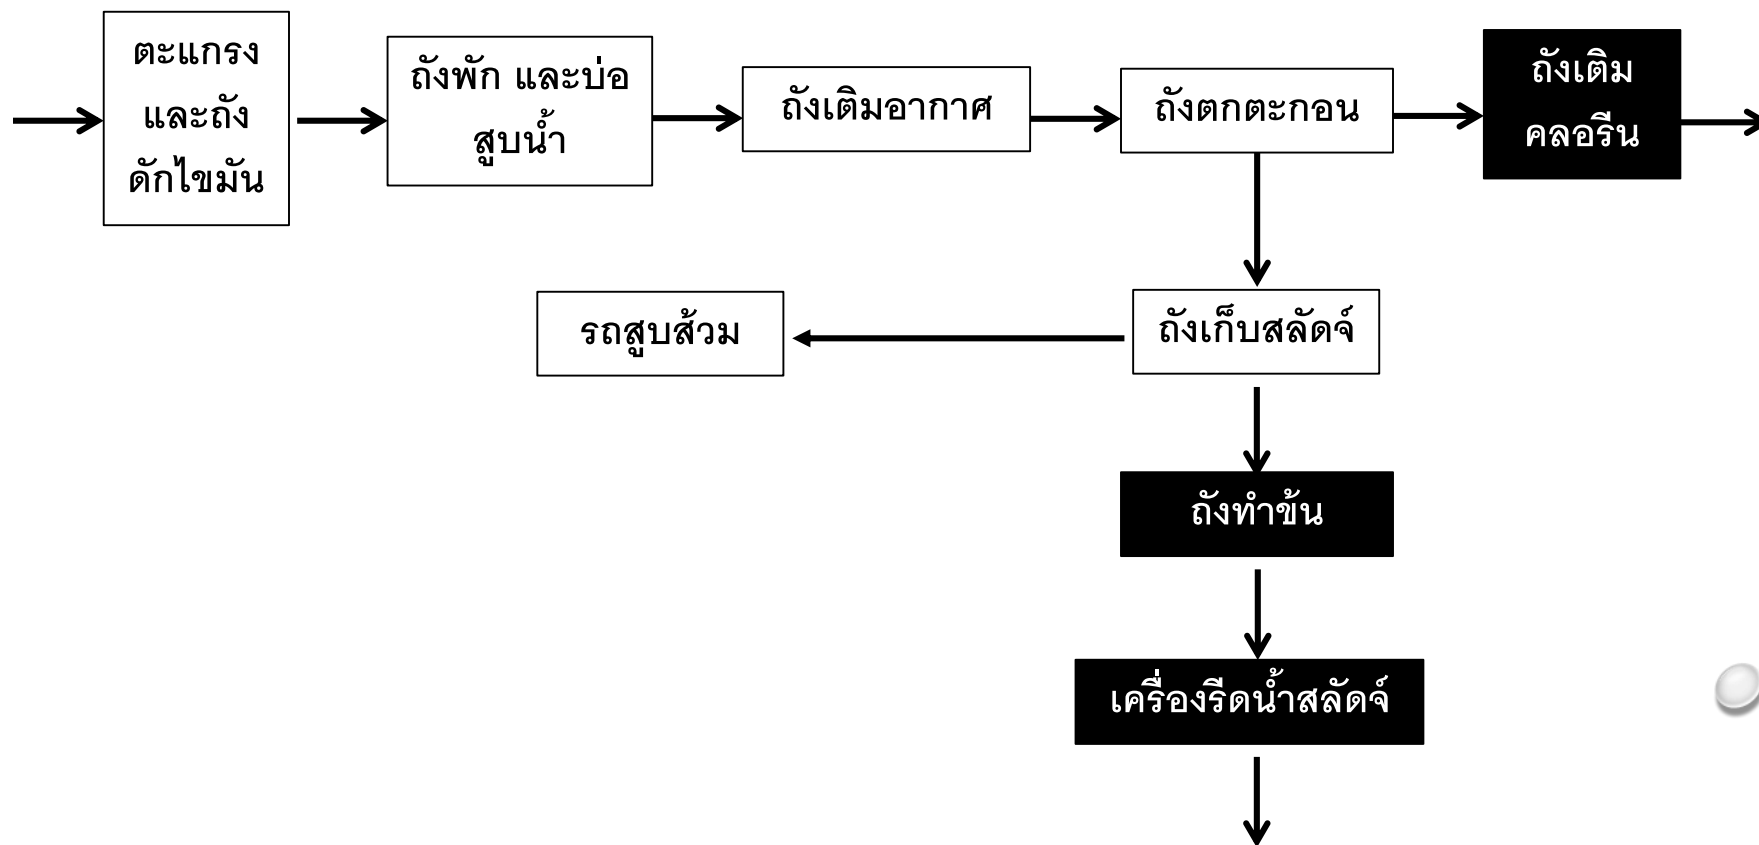 ตะแกรง
และถัง
ดักไขมัน
ถังพัก และบ่อ
สูบน้ำ
ถังเติมอากาศ
ถังตกตะกอน
ถังเติม
คลอรีน
รถสูบส้วม
ถังเก็บสลัดจ์
ถังทำข้น
เครื่องรีดน้ำสลัดจ์